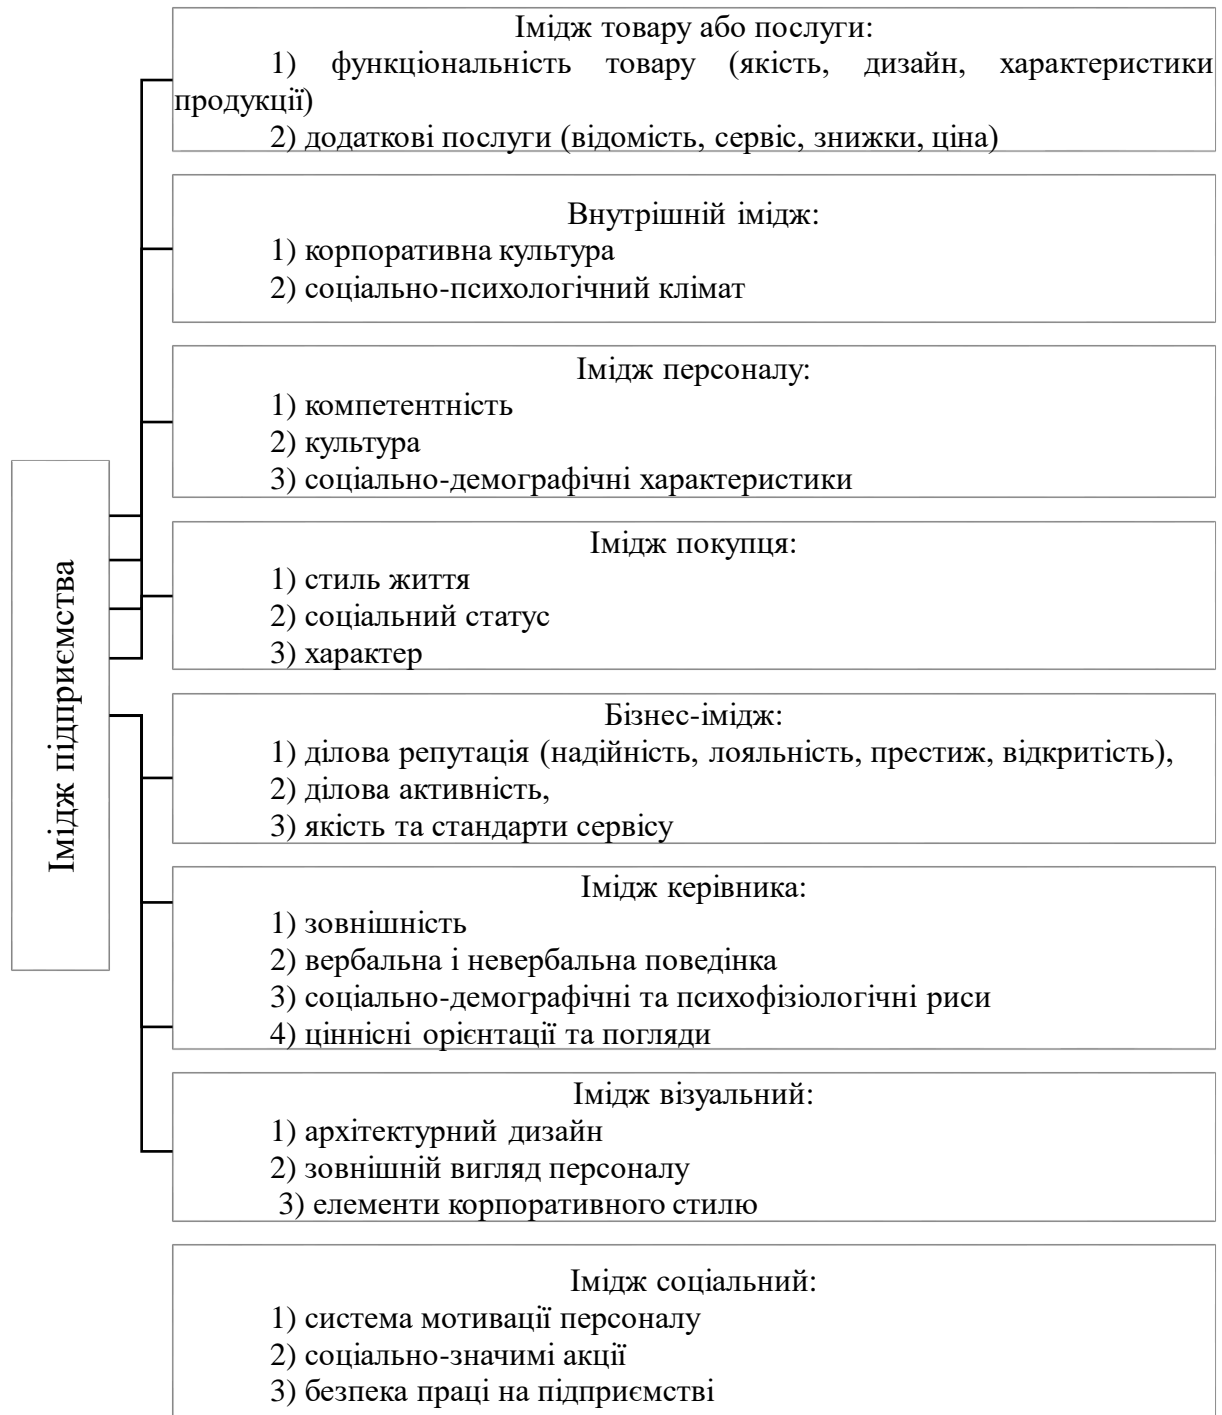 Імідж товару або послуги:
1) функціональність товару (якість, дизайн, характеристики
продукції)
2) додаткові послуги (відомість, сервіс, знижки, ціна)
Внутрішній імідж:
1) корпоративна культура
2) соціально-психологічний клімат
Імідж персоналу:
1) компетентність
2) культура
3) соціально-демографічні характеристики
Імідж підприємства
Імідж покупця:
1) стиль життя
2) соціальний статус
3) характер
Бізнес-імідж:
1) ділова репутація (надійність, лояльність, престиж, відкритість),
2) ділова активність,
3) якість та стандарти сервісу
Імідж керівника:
1) зовнішність
2) вербальна і невербальна поведінка
3) соціально-демографічні та психофізіологічні риси
4) ціннісні орієнтації та погляди
Імідж візуальний:
1) архітектурний дизайн
2) зовнішній вигляд персоналу
3) елементи корпоративного стилю
Імідж соціальний:
1) система мотивації персоналу
2) соціально-значимі акції
3) безпека праці на підприємстві